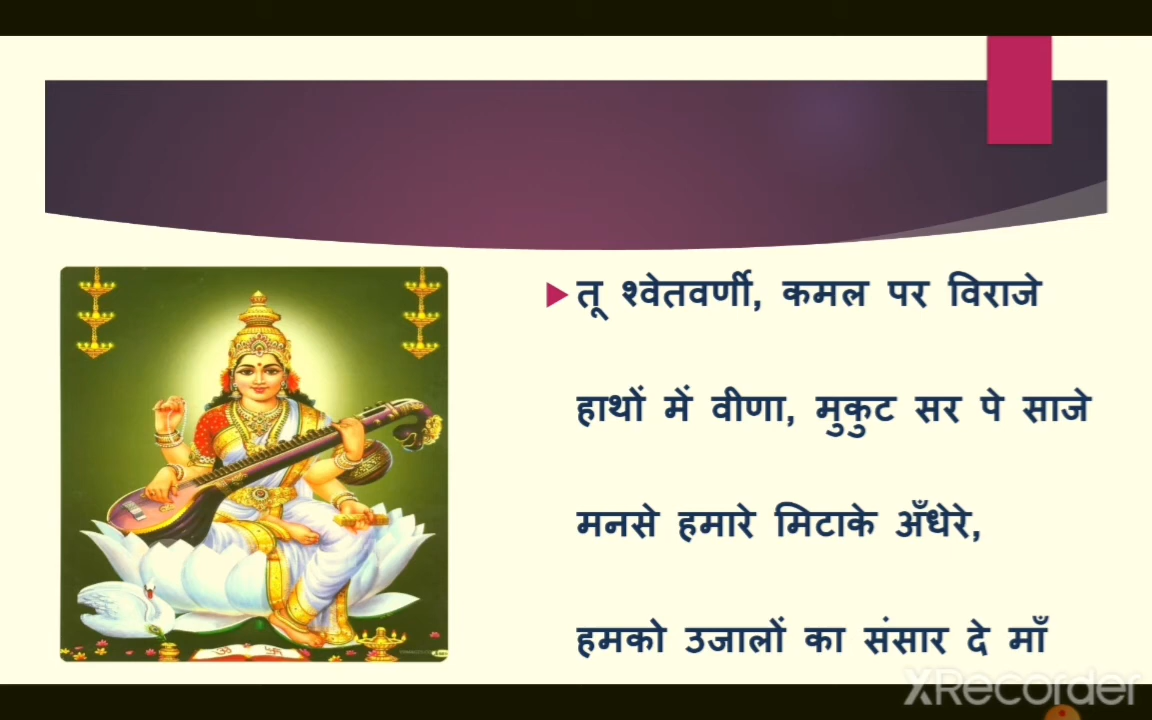 तू श्वेतवर्णी, कमल पर विराजे
हाथों में वीणा, मुकुट सर पे साजे
मनसे हमारे मिटाके अँधेरे,
हमको उजालों का संसार दे माँ
XRecorder